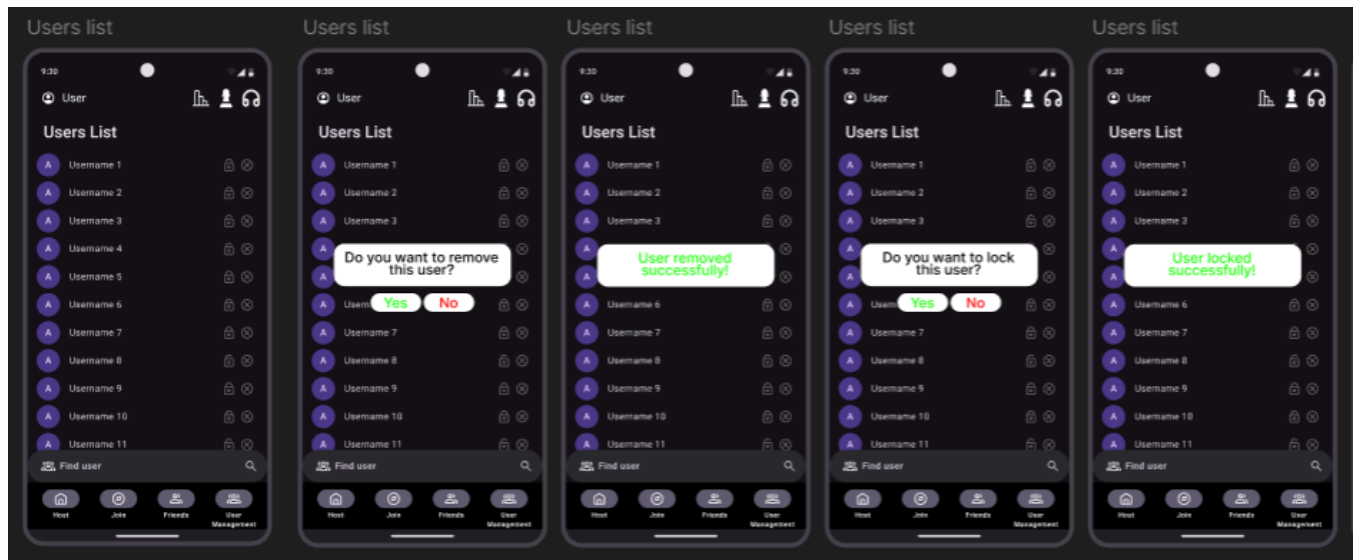 Users list
Users list
Users list
Users list
Users list
9:30
User
Users List
A Username 1
A Username 2
A Username 3
A Username 4
A Username 5
A Username 6
A Username 7
A Username 8
A Username 9
A Username 10
A Username 11
Find user
Host Join Friends User
Management
9:30
User
Users List
A Username 1
A Username 2
A Username 3
Do you want to remove
this user?
Yes No
A Username 7
A Username 8
A Username 9
A Username 10
A Username 11
Find user
Host Join Friends User
Management
9:30
User
Users List
A Username 1
A Username 2
A Username 3
User removed
successfully!
A Username 6
A Username 7
A Username 8
A Username 9
A Username 10
A Username 11
Find user
Host Join Friends User
Management
9:30
User
Users List
A Username 1
A Username 2
A Username 3
Do you want to lock
this user?
Yes No
A Username 7
A Username 8
A Username 9
A Username 10
A Username 11
Find user
Host Join Friends User
Management
9:30
User
Users List
A Username 1
A Username 2
A Username 3
User locked
successfully!
A Username 6
A Username 7
A Username 8
A Username 9
A Username 10
A Username 11
Find user
Host Join Friends User
Management